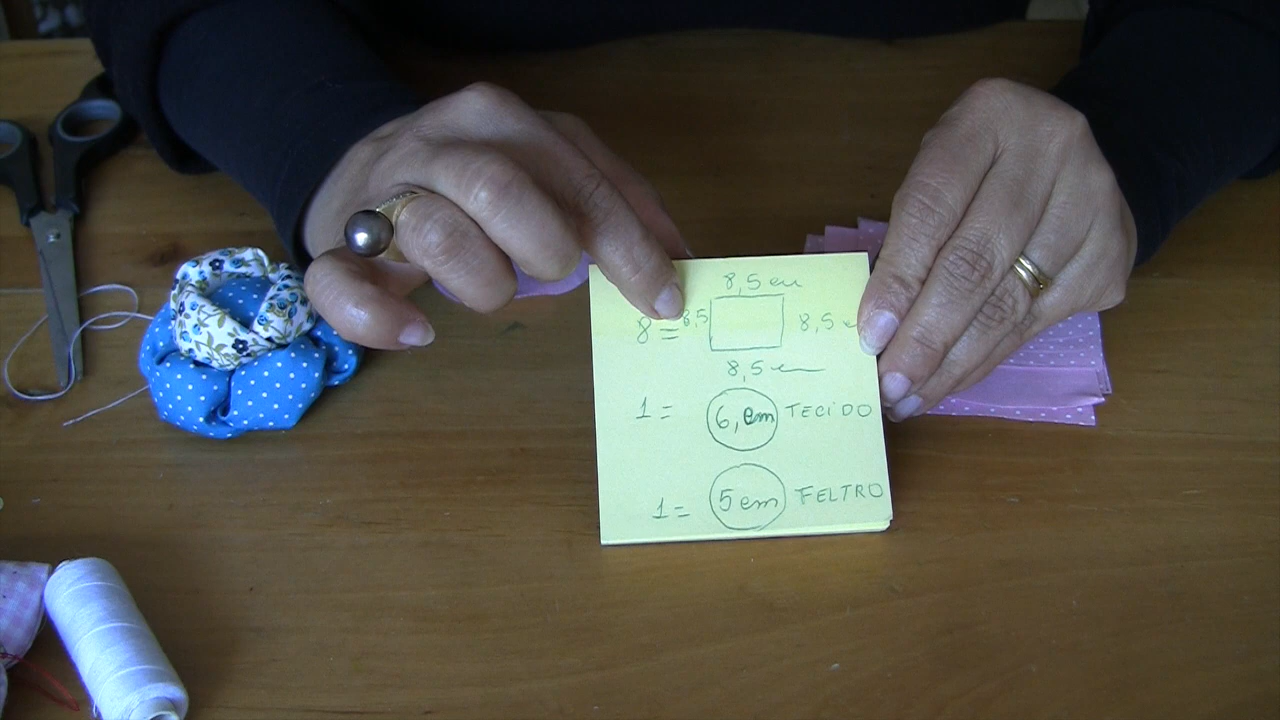 8,5 cm
8 = 8,5 8,5
8,5 cm
1 = 6, cm TECIDO
1 = 5 cm FELTRO